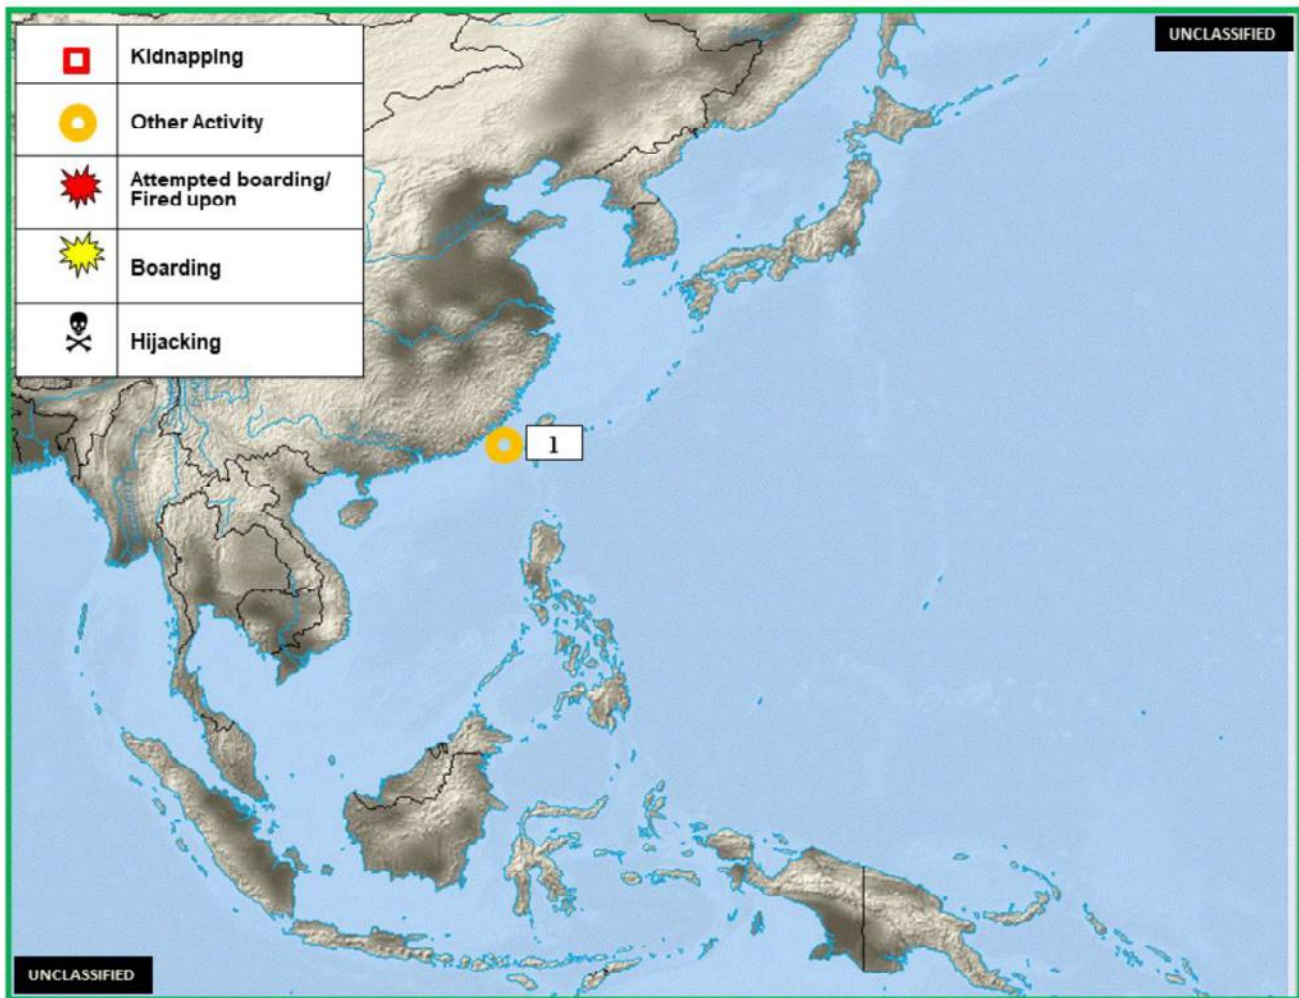 UNCLASSIFIED
Kidnapping
Other Activity
Attempted boarding/
Fired upon
Boarding
Hijacking
1
UNCLASSIFIED